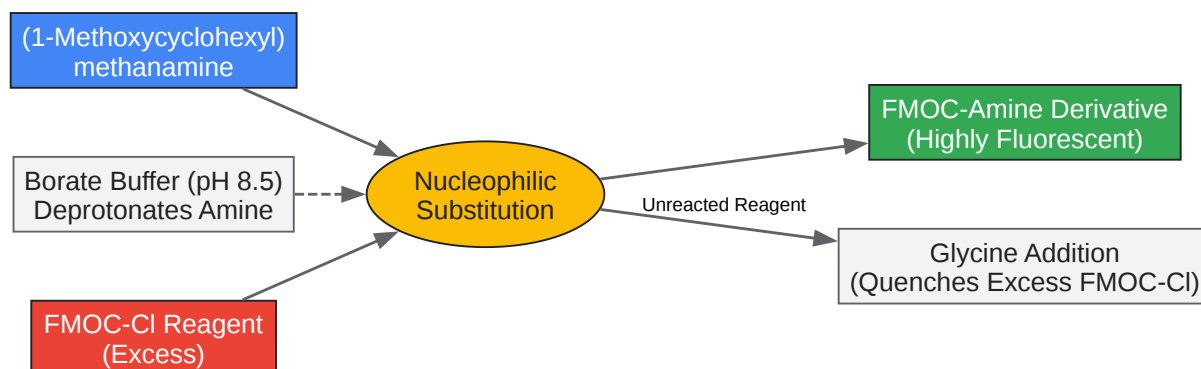 (1-Methoxycyclohexyl)
methanamine
Borate Buffer (pH 8.5)
Deprotonates Amine
FMOC-Cl Reagent
(Excess)
Nucleophilic
Substitution
Unreacted Reagent
FMOC-Amine Derivative
(Highly Fluorescent)
Glycine Addition
(Quenches Excess FMOC-Cl)